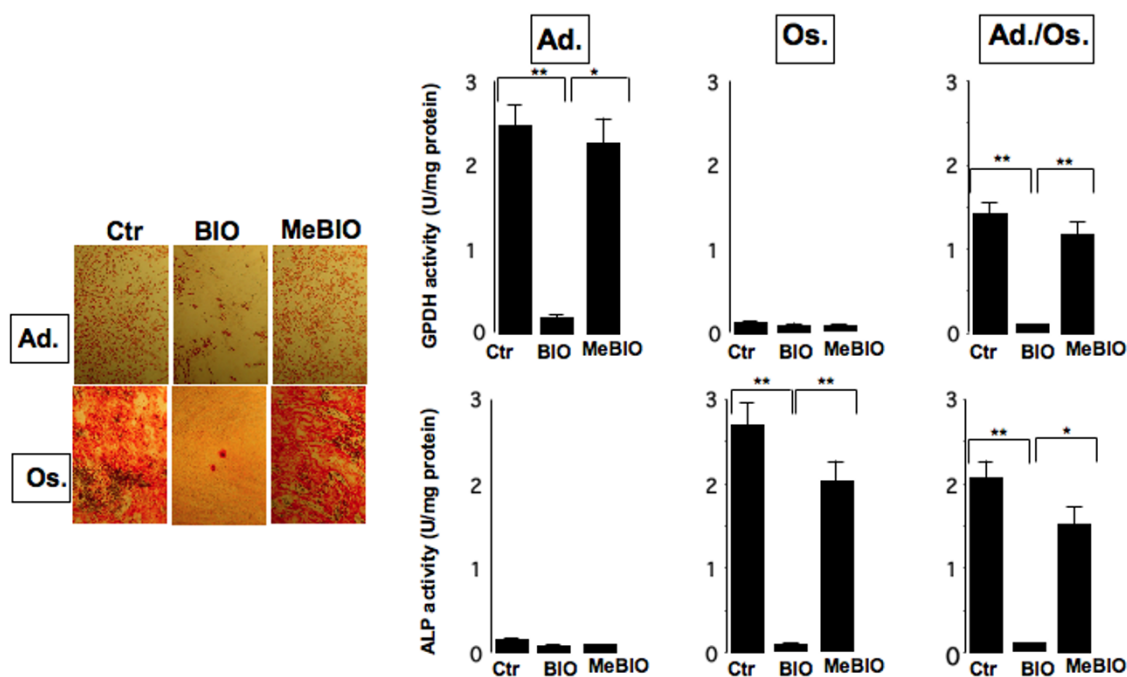 Ad.
Os.
Ad./Os.
GPDH activity (U/mg protein)
3
2
1
0
** *
Ctr BIO MeBIO
3
2
1
0
Ctr BIO MeBIO
3
2
1
0
** **
Ctr BIO MeBIO
Ctr BIO MeBIO
Ad.
Os.
ALP activity (U/mg protein)
3
2
1
0
Ctr BIO MeBIO
3
2
1
0
** **
Ctr BIO MeBIO
3
2
1
0
** *
Ctr BIO MeBIO